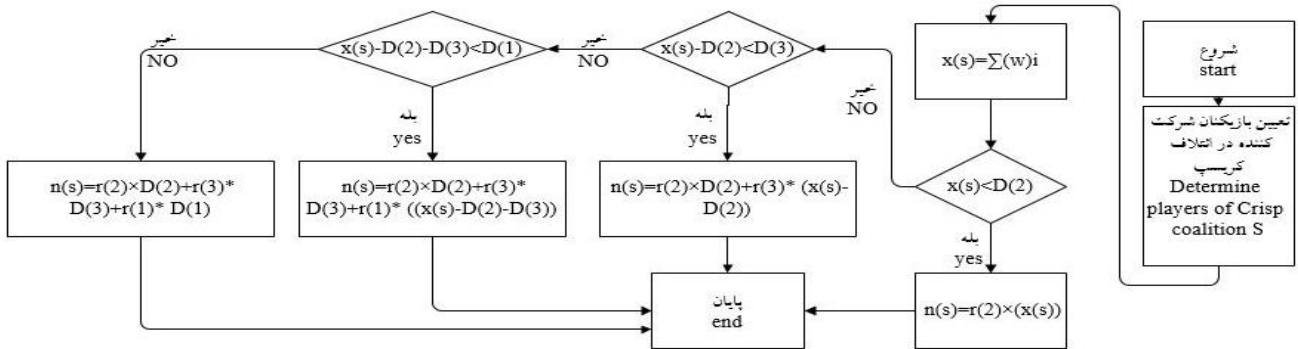 شروع
start
تعیین بازیکنان شرکت
کننده در ائتلاف
کریسپ
Determine
players of Crisp
coalition S
x(s)=∑(w)i
x(s)<D(2)
بله
yes
n(s)=r(2)×(x(s))
خیر
NO
x(s)-D(2)<D(3)
بله
yes
n(s)=r(2)×D(2)+r(3)* (x(s)-
D(2))
خیر
NO
x(s)-D(2)-D(3)<D(1)
بله
yes
n(s)=r(2)×D(2)+r(3)*
D(3)+r(1)* ((x(s)-D(2)-D(3))
خیر
NO
n(s)=r(2)×D(2)+r(3)*
D(3)+r(1)* D(1)
پایان
end